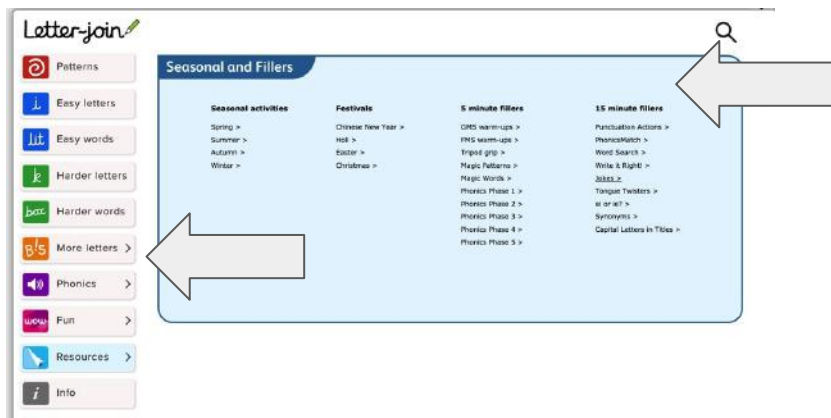 Letter-join
Patterns
Easy letters
Easy words
Harder letters
Harder words
More letters >
Phonics >
Fun >
Resources >
Info
Seasonal and Fillers
Seasonal activities
Spring >
Summer >
Autumn >
Winter >
Festivals
Chinese New Year >
Holi >
Easter >
Christmas >
5 minute fillers
GMS warm-ups >
FMS warm-ups >
Tripod grip >
Magic Patterns >
Magic Words >
Phonics Phase 1 >
Phonics Phase 2 >
Phonics Phase 3 >
Phonics Phase 4 >
Phonics Phase 5 >
15 minute fillers
Punctuation Actions >
PhonicsMatch >
Word Search >
Write it Right! >
Jokes >
Tongue Twisters >
ei or ie? >
Synonyms >
Capital Letters in Titles >